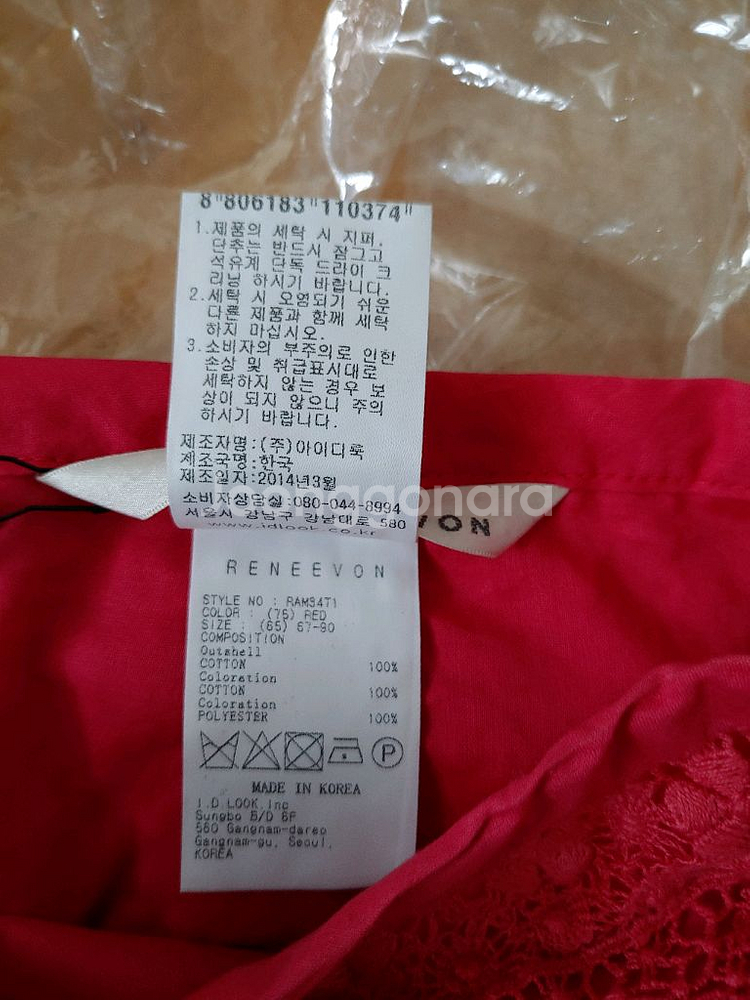 8"806183"110374"
1.제품의 세탁 시 지퍼,
단추는 반드시 잠그고
석유계 단독 드라이 크
리닝 하시기 바랍니다.
2.세탁 시 오염되기 쉬운
다른 제품과 함께 세탁
하지 마십시오.
3.소비자의 부주의로 인한
손상 및 취급표시대로
세탁하지 않는 경우 보
상이 되지 않으니 주의
하시기 바랍니다.
제조자명:(주)아이디룩
제조국명:한국
제조일자:2014년3월
소비자상담실:080-044-8994
서울시 강남구 강남대로 580
www.idlook.co.kr
gonara
VON
RENEEVON
STYLE NO : RAMS4T1
COLOR : (75) RED
SIZE : (65) 67-90
COMPOSITION
Outshell
COTTON 100%
Coloration
COTTON 100%
Coloration
POLYESTER 100%
P
MADE IN KOREA
I.D.LOOK.Inc
Sungbo B/D 6F
560 Gangnam-dareo
Gangnam-gu, Seoul,
KOREA